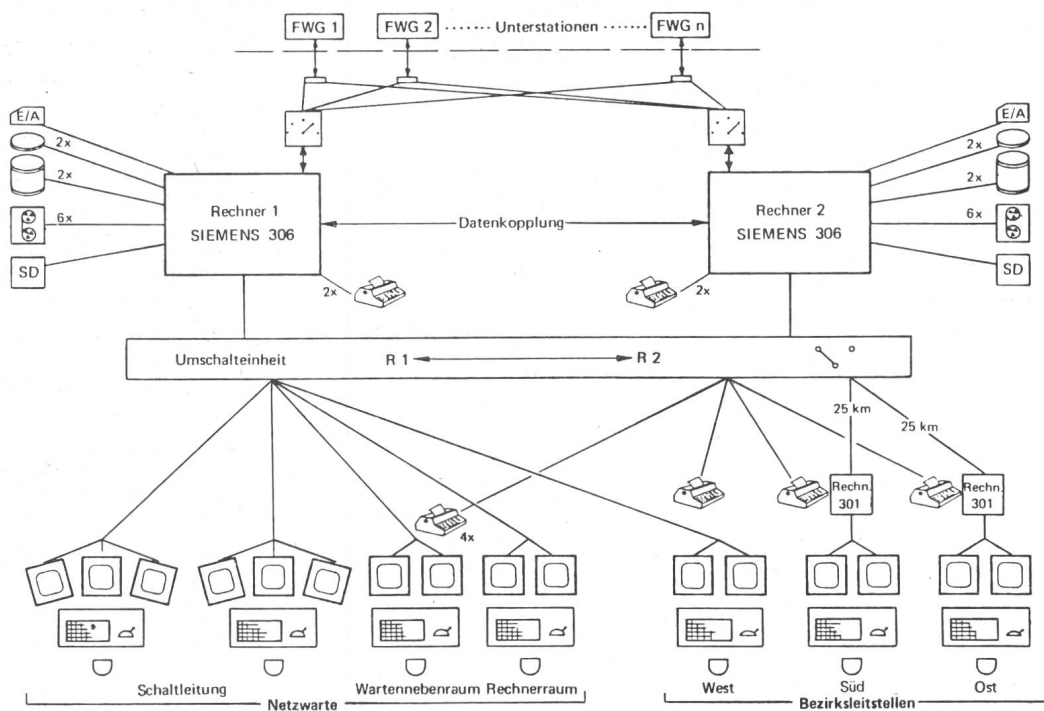 FWG 1 FWG 2 ........ Unterstationen ....... FWG n
E/A E/A
2x 2x
2x 2x
Rechner 1 Rechner 2
6x Datenkopplung 6x
SIEMENS 306 SIEMENS 306
SD SD
2x 2x
Umschalteinheit R 1 R 2
25 km
25 km
Rechn. Rechn.
301 301
4x
Schaltleitung Wartennebenraum Rechnerraum West Süd Ost
Netzwarte Bezirksleitstellen